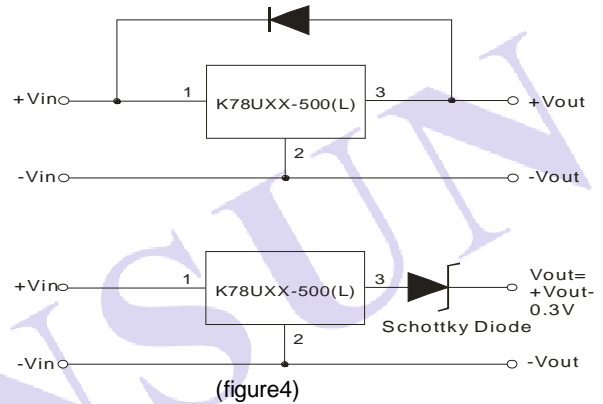 +Vin
1
K78UXX-500(L)
3
+Vout
2
-Vin
-Vout
+Vin
1
K78UXX-500(L)
3
Vout=
+Vout-
0.3V
Schottky Diode
2
-Vin
-Vout
(figure4)
NSUN